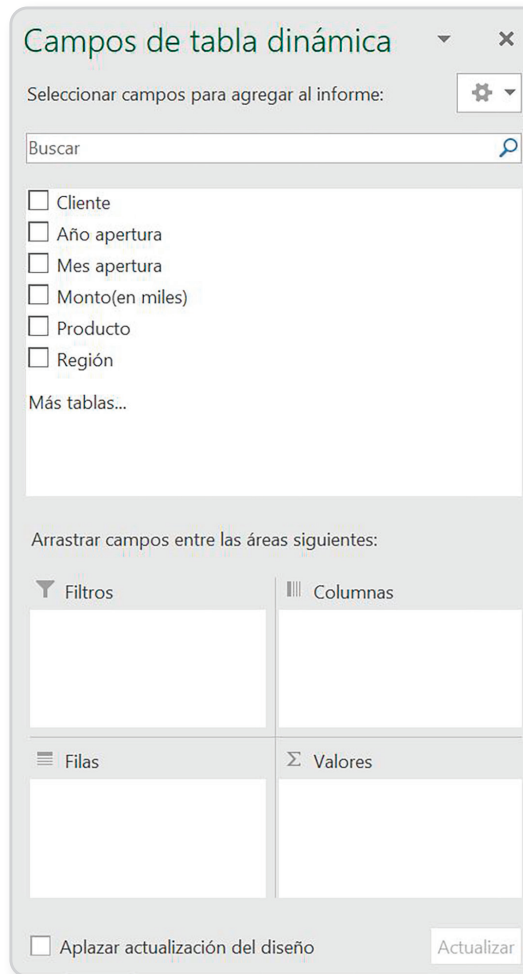 Campos de tabla dinámica
Seleccionar campos para agregar al informe:
Buscar
Cliente
Año apertura
Mes apertura
Monto(en miles)
Producto
Región
Más tablas...
Arrastrar campos entre las áreas siguientes:
Filtros
Columnas
Filas
Σ Valores
Aplazar actualización del diseño
Actualizar